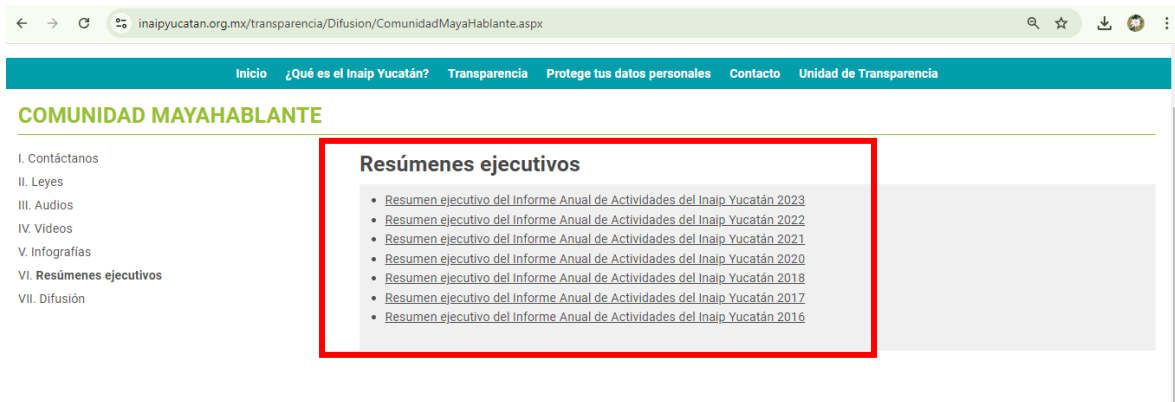 inaipyucatan.org.mx/transparencia/Difusion/ComunidadMayaHablante.aspx
Inicio ¿Qué es el Inaip Yucatán? Transparencia Protege tus datos personales Contacto Unidad de Transparencia
COMUNIDAD MAYAHABLANTE
I. Contáctanos
II. Leyes
III. Audios
IV. Videos
V. Infografías
VI. Resúmenes ejecutivos
VII. Difusión
Resúmenes ejecutivos
• Resumen ejecutivo del Informe Anual de Actividades del Inaip Yucatán 2023
• Resumen ejecutivo del Informe Anual de Actividades del Inaip Yucatán 2022
• Resumen ejecutivo del Informe Anual de Actividades del Inaip Yucatán 2021
• Resumen ejecutivo del Informe Anual de Actividades del Inaip Yucatán 2020
• Resumen ejecutivo del Informe Anual de Actividades del Inaip Yucatán 2018
• Resumen ejecutivo del Informe Anual de Actividades del Inaip Yucatán 2017
• Resumen ejecutivo del Informe Anual de Actividades del Inaip Yucatán 2016